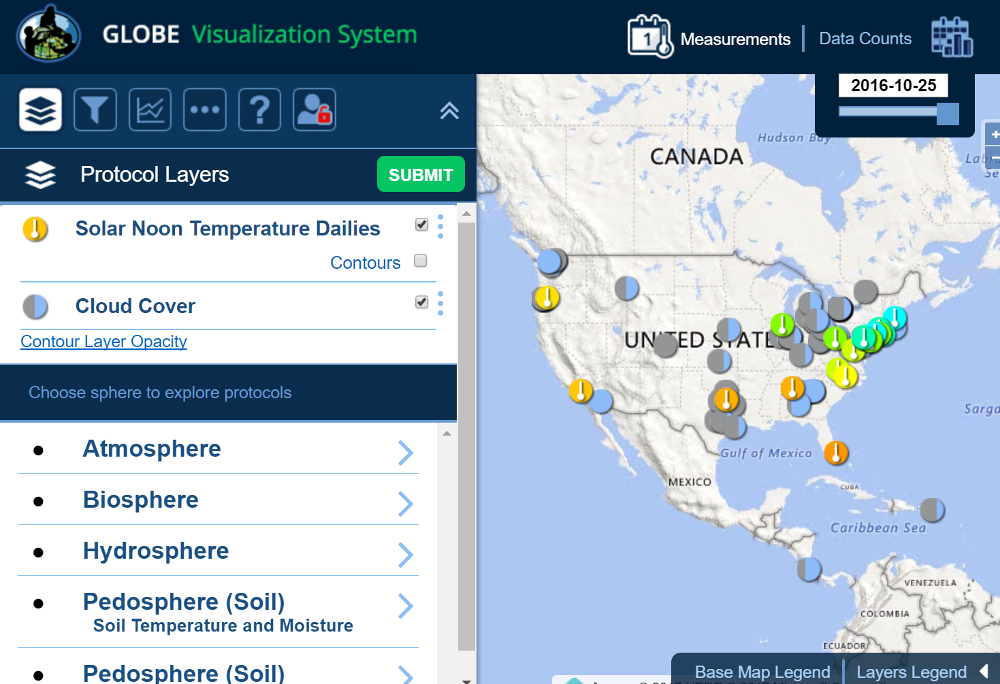 GLOBE Visualization System
Measurements
Data Counts
2016-10-25
Protocol Layers
SUBMIT
Solar Noon Temperature Dailies
Contours
Cloud Cover
Contour Layer Opacity
Choose sphere to explore protocols
Atmosphere
Biosphere
Hydrosphere
Pedosphere (Soil)
Soil Temperature and Moisture
Pedosphere (Soil)
Hudson Bay
CANADA
UNITED STATE
Gulf of Mexico
MEXICO
CUBA
Caribbean Sea
VENEZUELA
COLOMBIA
ECUADOR
Sarga
Base Map Legend
Layers Legend